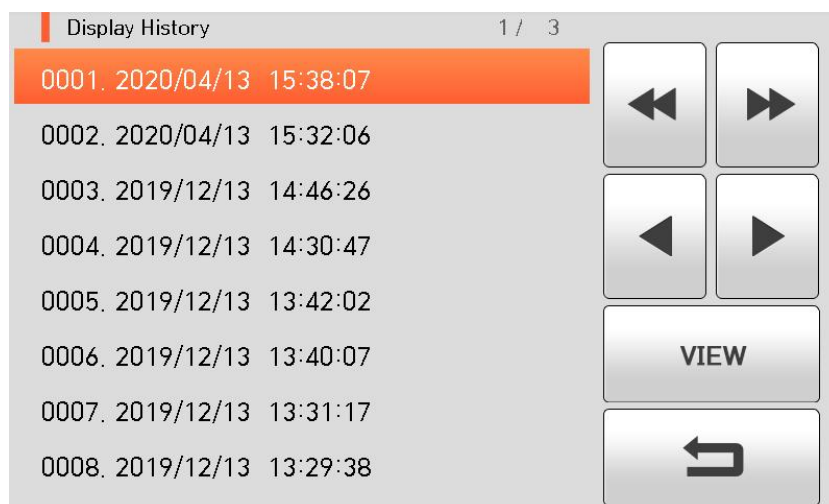 Display History 1/ 3
0001. 2020/04/13 15:38:07
0002. 2020/04/13 15:32:06
0003. 2019/12/13 14:46:26
0004. 2019/12/13 14:30:47
0005. 2019/12/13 13:42:02
0006. 2019/12/13 13:40:07
VIEW
0007. 2019/12/13 13:31:17
0008. 2019/12/13 13:29:38